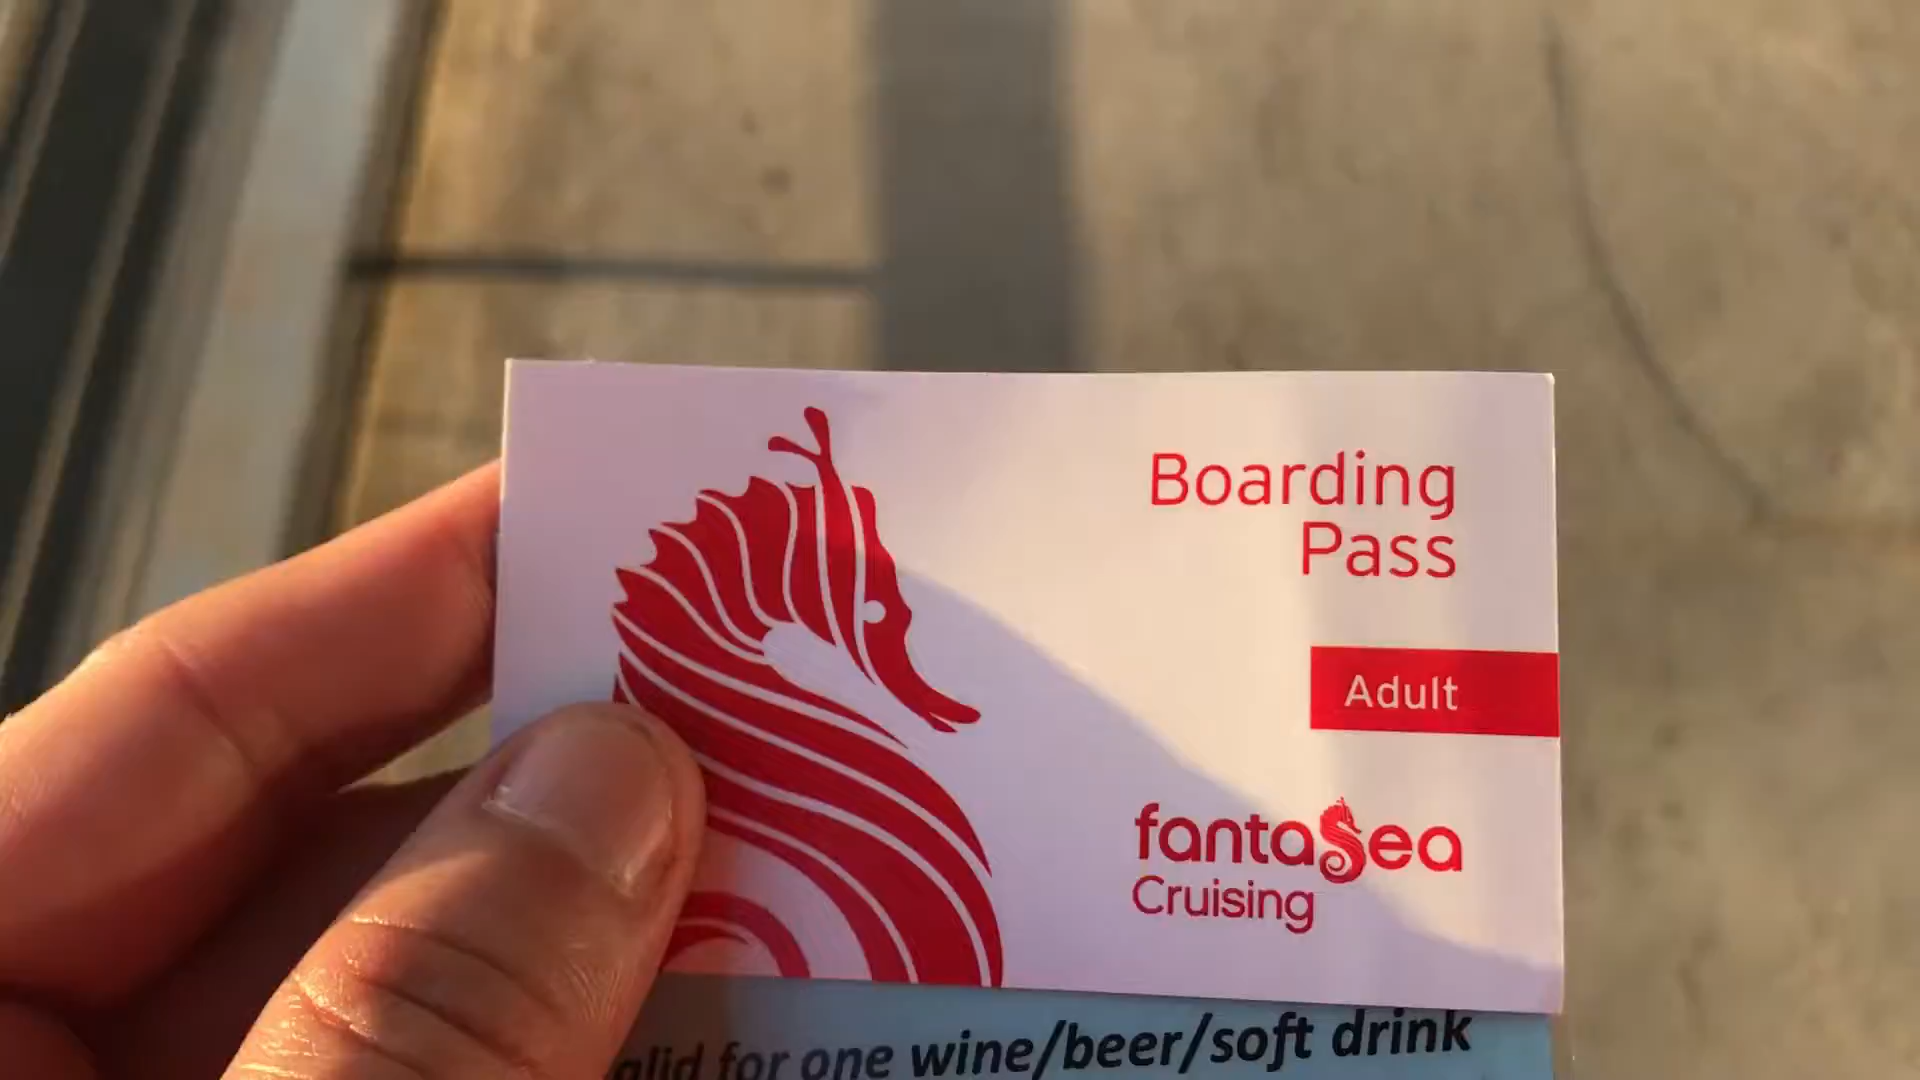 Boarding
Pass
Adult
fantaSea
Cruising
for one wine/beer/soft drink